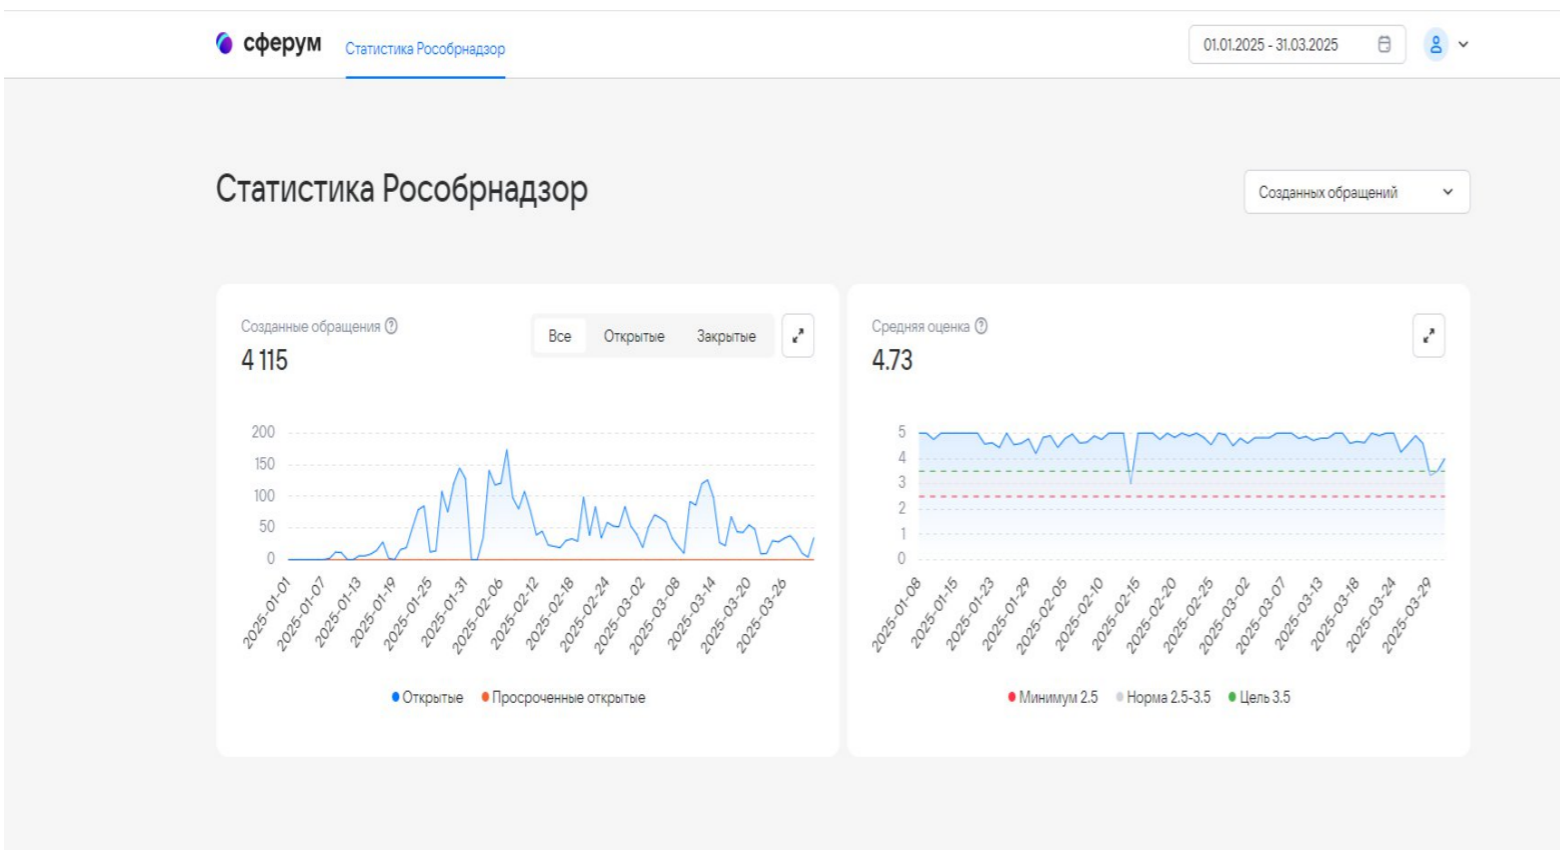 сферум
Статистика Рособрнадзор
01.01.2025 - 31.03.2025
Статистика Рособрнадзор
Созданных обращений
Созданные обращения
4 115
Все
Открытые
Закрытые
200
150
100
50
0
2025-01-01
2025-01-07
2025-01-13
2025-01-19
2025-01-25
2025-01-31
2025-02-06
2025-02-12
2025-02-18
2025-02-24
2025-03-02
2025-03-08
2025-03-14
2025-03-20
2025-03-26
Открытые
Просроченные открытые
Средняя оценка
4.73
5
4
3
2
1
0
2025-01-08
2025-01-15
2025-01-23
2025-01-29
2025-02-05
2025-02-10
2025-02-15
2025-02-20
2025-02-25
2025-03-02
2025-03-07
2025-03-13
2025-03-18
2025-03-24
2025-03-29
Минимум 2.5
Норма 2.5-3.5
Цель 3.5